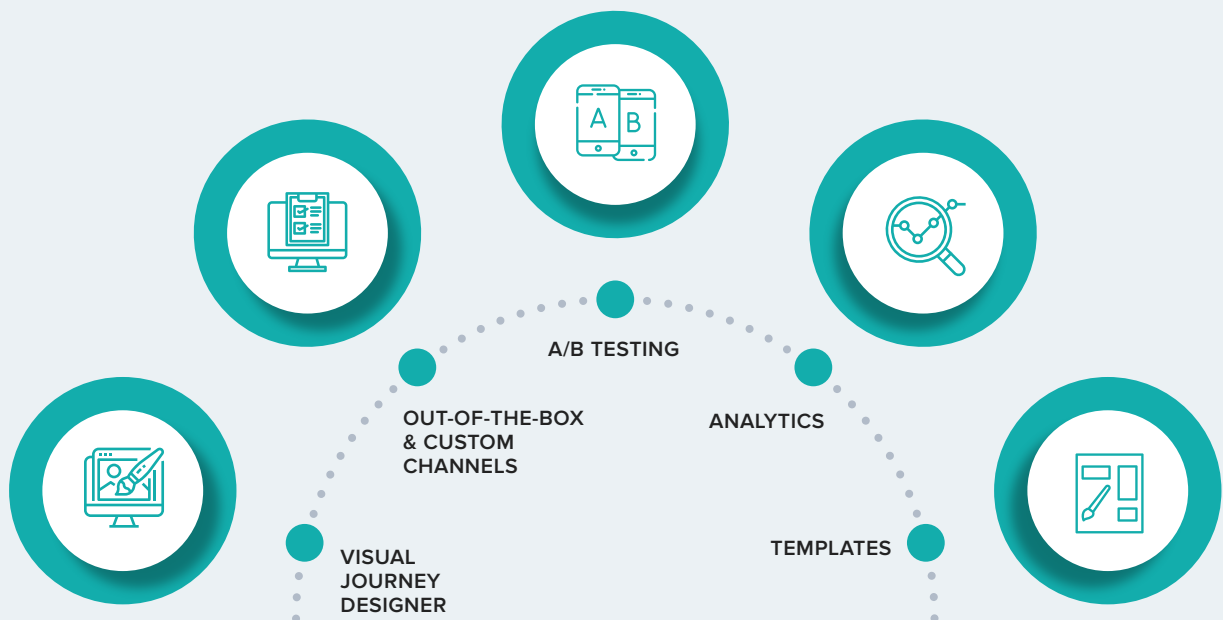 A
B
A/B TESTING
OUT-OF-THE-BOX
& CUSTOM
CHANNELS
ANALYTICS
VISUAL
JOURNEY
DESIGNER
TEMPLATES